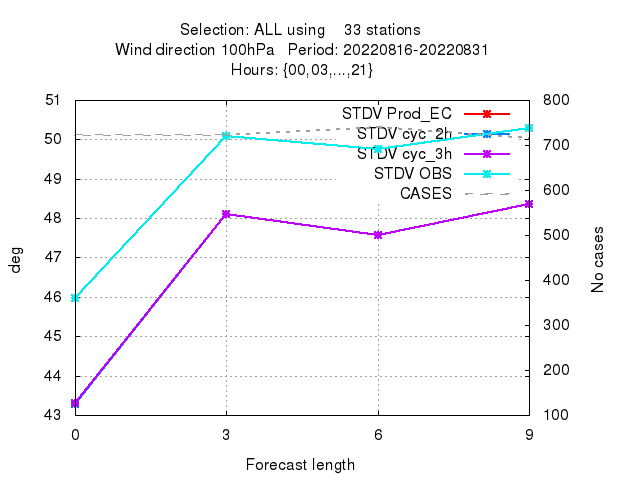 Selection: ALL using    33 stations
Wind direction 100hPa   Period: 20220816-20220831
Hours: {00,03,...,21}
51
50
49
48
47
46
45
44
43
deg
STDV Prod_EC
STDV cyc_2h
STDV cyc_3h
STDV OBS
CASES
800
700
600
500
400
300
200
100
No cases
0 3 6 9
Forecast length